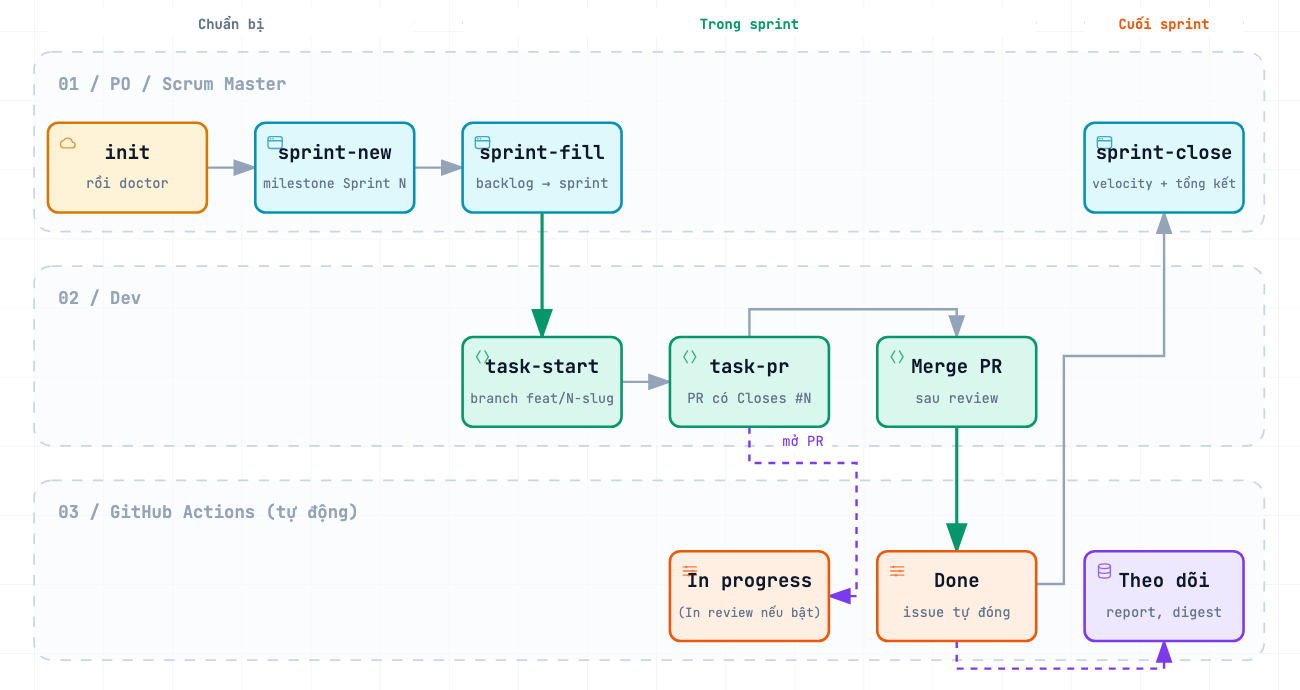 Chuẩn bị
Trong sprint
Cuối sprint
01 / PO / Scrum Master
init
rồi doctor
sprint-new
milestone Sprint N
sprint-fill
backlog → sprint
sprint-close
velocity + tổng kết
02 / Dev
task-start
branch feat/N-slug
task-pr
PR có Closes #N
Merge PR
sau review
mở PR
03 / GitHub Actions (tự động)
In progress
(In review nếu bật)
Done
issue tự đóng
Theo dõi
report, digest